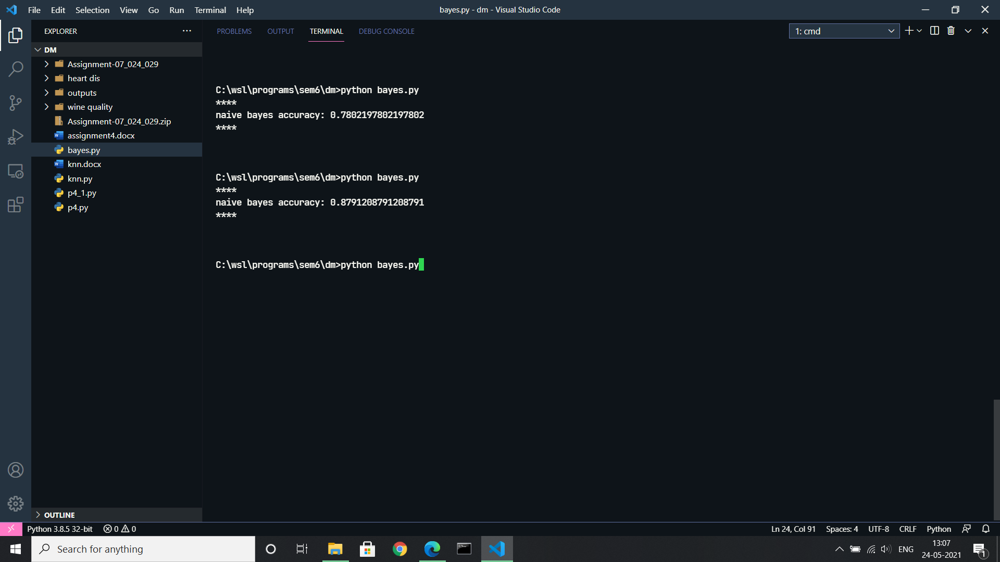 File Edit Selection View Go Run Terminal Help
bayes.py - dm - Visual Studio Code
EXPLORER
DM
Assignment-07_024_029
heart dis
outputs
wine quality
Assignment-07_024_029.zip
assignment4.docx
bayes.py
knn.docx
knn.py
p4_1.py
p4.py
OUTLINE
PROBLEMS OUTPUT TERMINAL DEBUG CONSOLE
1: cmd
C:\wsl\programs\sem6\dm>python bayes.py
****
naive bayes accuracy: 0.7802197802197802
****
C:\wsl\programs\sem6\dm>python bayes.py
****
naive bayes accuracy: 0.8791208791208791
****
C:\wsl\programs\sem6\dm>python bayes.py
Python 3.8.5 32-bit 0 0
Ln 24, Col 91 Spaces: 4 UTF-8 CRLF Python
Search for anything
ENG
13:07
24-05-2021
1